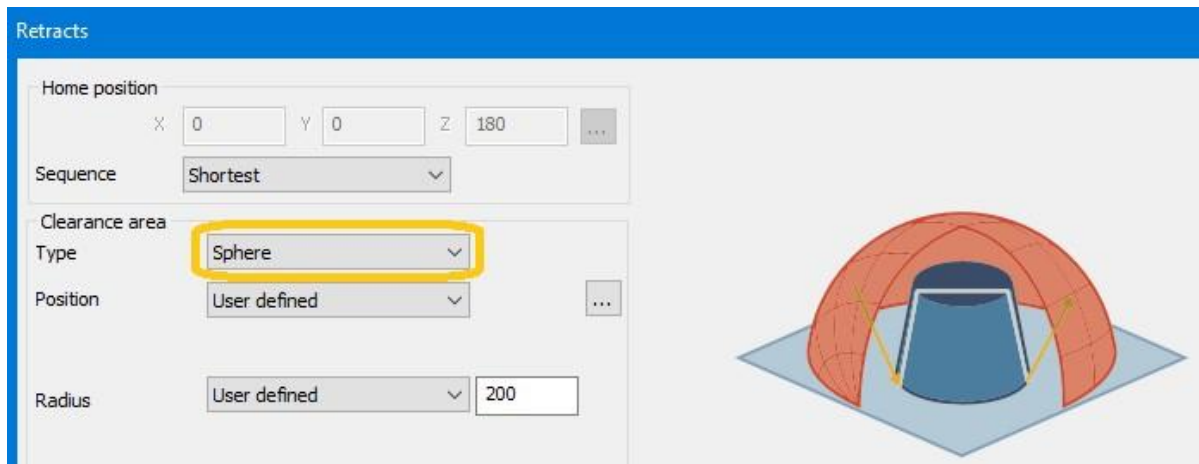 Retracts
Home position
X 0 Y 0 Z 180 ...
Sequence Shortest
Clearance area
Type Sphere
Position User defined ...
Radius User defined 200